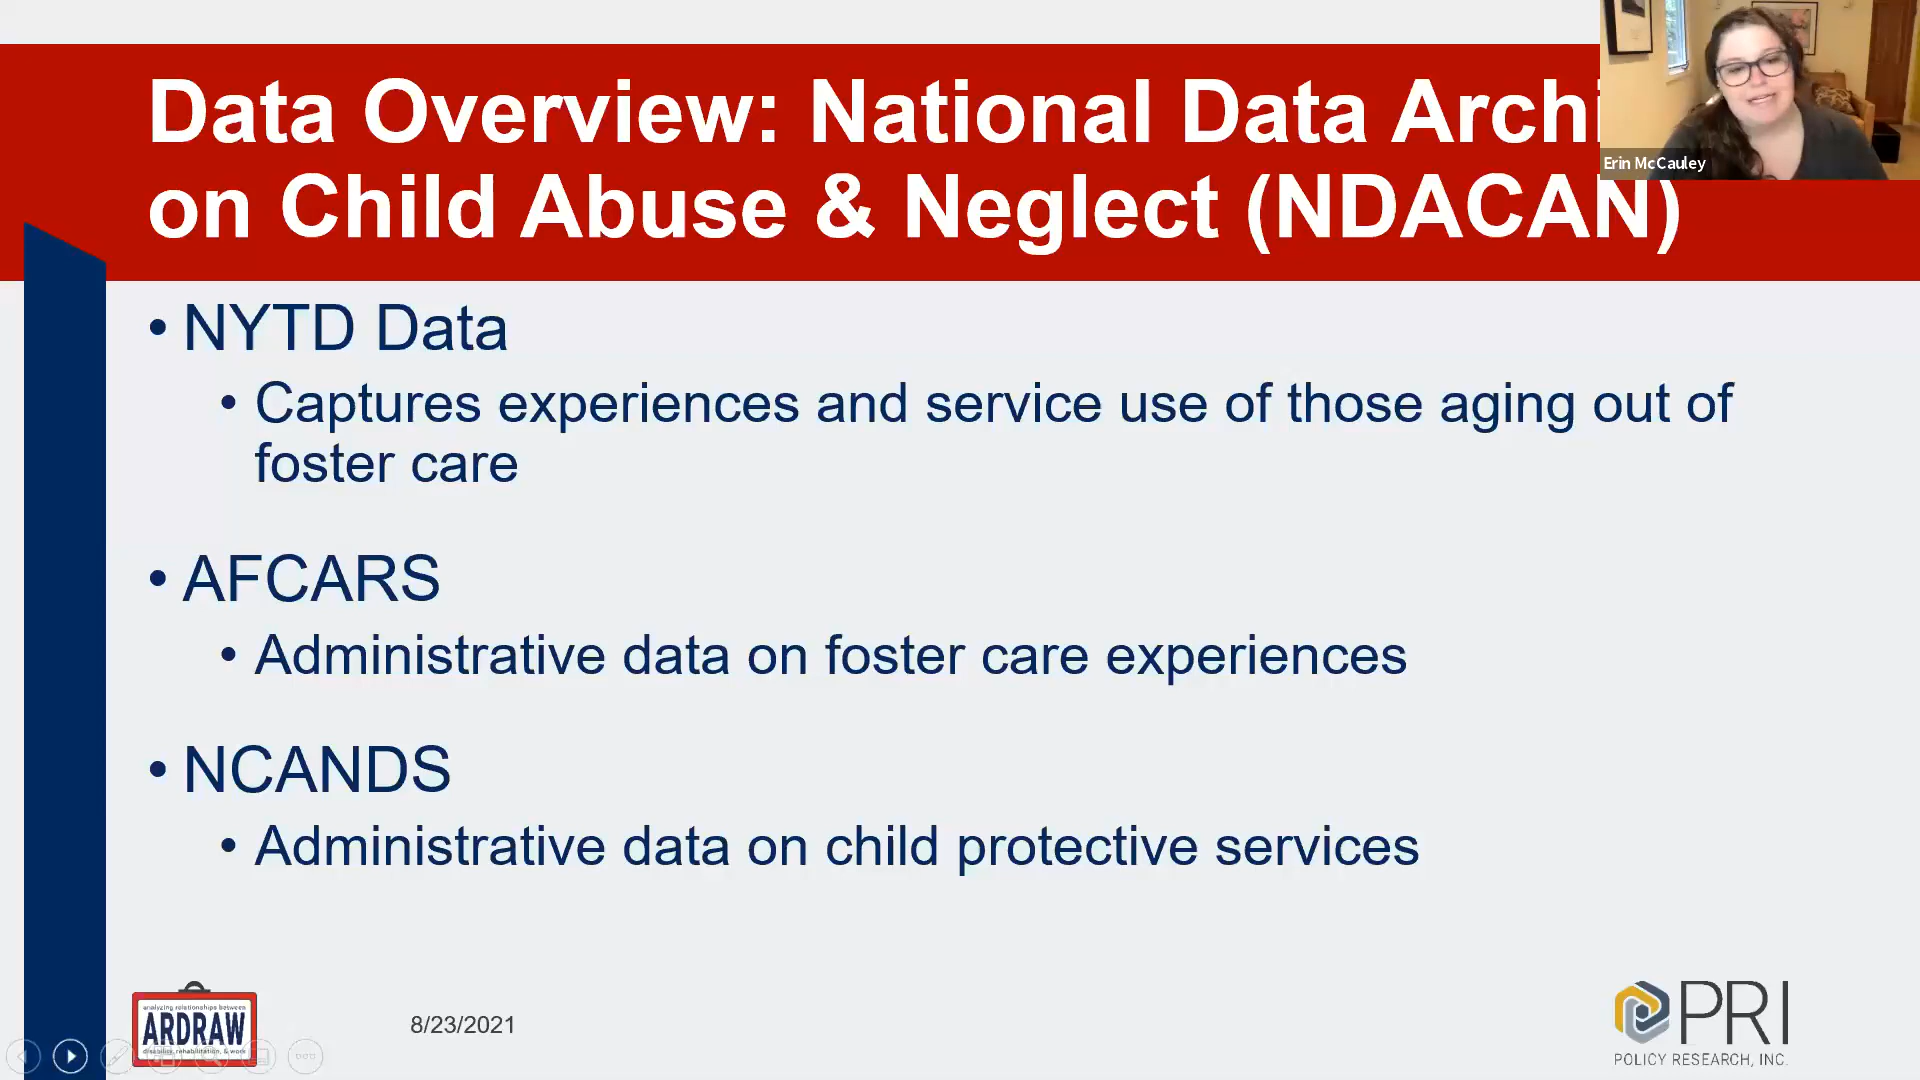 Data Overview: National Data Archi
on Child Abuse & Neglect (NDACAN)
Erin McCauley
• NYTD Data
• Captures experiences and service use of those aging out of
foster care
• AFCARS
• Administrative data on foster care experiences
• NCANDS
• Administrative data on child protective services
analyzing relationships between
ARDRAW
disability, rehabilitation, & work
8/23/2021
PRI
POLICY RESEARCH, INC.